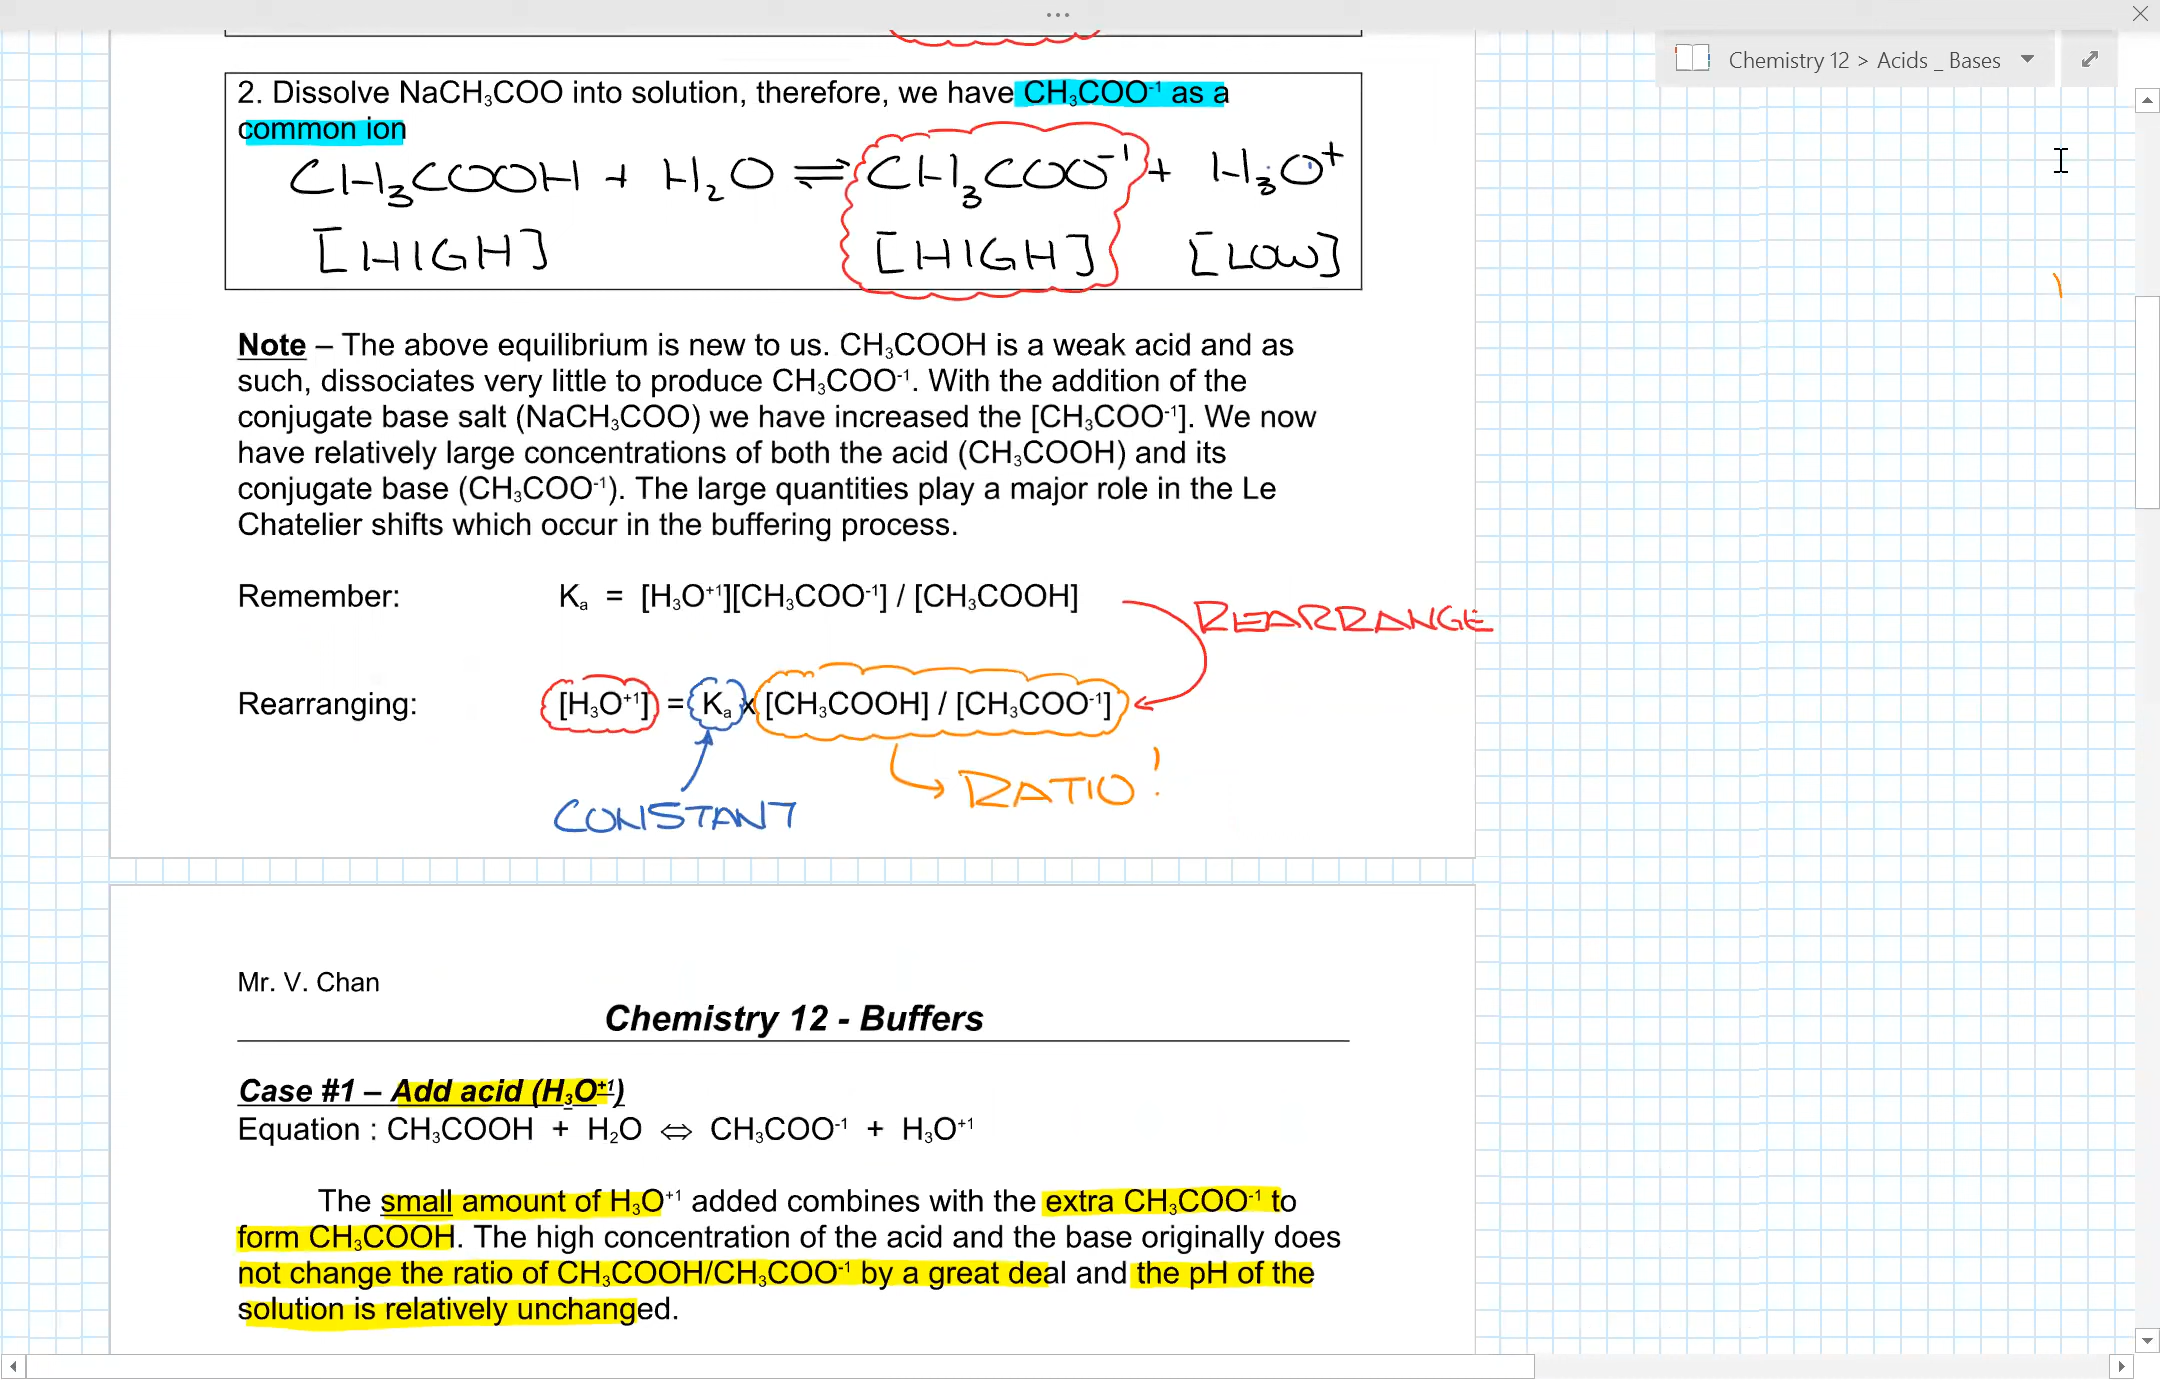 Chemistry 12 > Acids _ Bases
2. Dissolve NaCH₃COO into solution, therefore, we have CH₃COO⁻¹ as a
common ion
CH₃COOH + H₂O ⇌ CH₃COO⁻¹ + H₃O⁺
[HIGH] [HIGH] [LOW]
Note – The above equilibrium is new to us. CH₃COOH is a weak acid and as
such, dissociates very little to produce CH₃COO⁻¹. With the addition of the
conjugate base salt (NaCH₃COO) we have increased the [CH₃COO⁻¹]. We now
have relatively large concentrations of both the acid (CH₃COOH) and its
conjugate base (CH₃COO⁻¹). The large quantities play a major role in the Le
Chatelier shifts which occur in the buffering process.
Remember: Kₐ = [H₃O⁺¹][CH₃COO⁻¹] / [CH₃COOH]
REARRANGE
Rearranging: [H₃O⁺¹] = Kₐ x [CH₃COOH] / [CH₃COO⁻¹]
RATIO!
CONSTANT
Mr. V. Chan
Chemistry 12 - Buffers
Case #1 – Add acid (H₃O⁺¹)
Equation : CH₃COOH + H₂O ⇔ CH₃COO⁻¹ + H₃O⁺¹
The small amount of H₃O⁺¹ added combines with the extra CH₃COO⁻¹ to
form CH₃COOH. The high concentration of the acid and the base originally does
not change the ratio of CH₃COOH/CH₃COO⁻¹ by a great deal and the pH of the
solution is relatively unchanged.